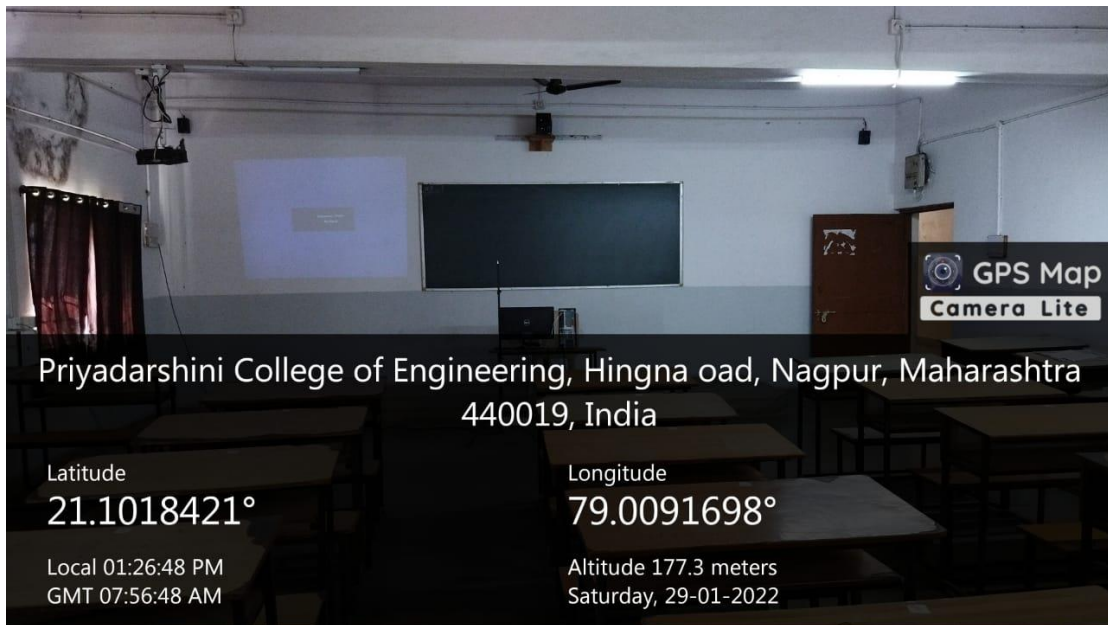 GPS Map
Camera Lite
Priyadarshini College of Engineering, Hingna oad, Nagpur, Maharashtra
440019, India
Latitude
21.1018421°
Longitude
79.0091698°
Local 01:26:48 PM
GMT 07:56:48 AM
Altitude 177.3 meters
Saturday, 29-01-2022